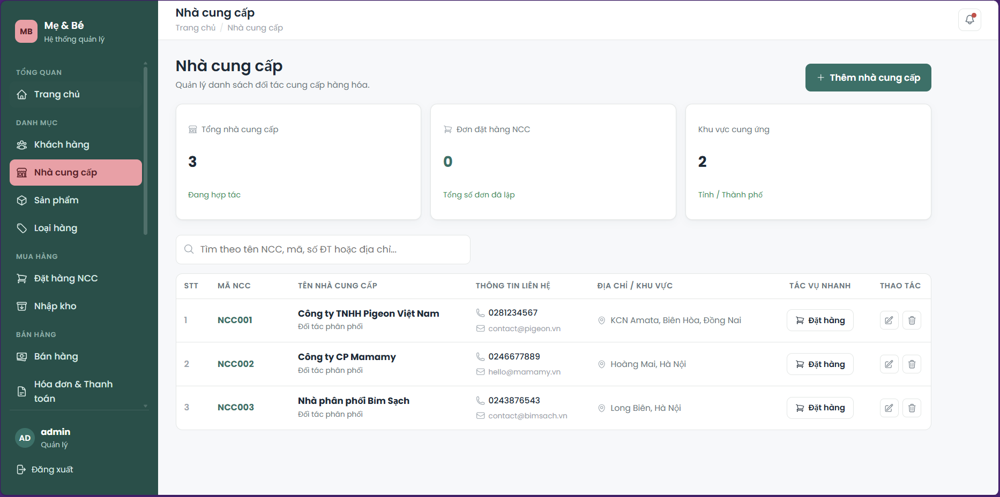 MB
Mẹ & Bé
Hệ thống quản lý
TỔNG QUAN
Trang chủ
DANH MỤC
Khách hàng
Nhà cung cấp
Sản phẩm
Loại hàng
MUA HÀNG
Đặt hàng NCC
Nhập kho
BÁN HÀNG
Bán hàng
Hóa đơn & Thanh
toán
AD
admin
Quản lý
Đăng xuất
Nhà cung cấp
Trang chủ / Nhà cung cấp
Nhà cung cấp
Quản lý danh sách đối tác cung cấp hàng hóa.
+ Thêm nhà cung cấp
Tổng nhà cung cấp
3
Đang hợp tác
Đơn đặt hàng NCC
0
Tổng số đơn đã lập
Khu vực cung ứng
2
Tỉnh / Thành phố
Tìm theo tên NCC, mã, số ĐT hoặc địa chỉ...
STT MÃ NCC TÊN NHÀ CUNG CẤP THÔNG TIN LIÊN HỆ ĐỊA CHỈ / KHU VỰC TÁC VỤ NHANH THAO TÁC
1 NCC001 Công ty TNHH Pigeon Việt Nam 0281234567 KCN Amata, Biên Hòa, Đồng Nai Đặt hàng
Đối tác phân phối contact@pigeon.vn
2 NCC002 Công ty CP Mamamy 0246677889 Hoàng Mai, Hà Nội Đặt hàng
Đối tác phân phối hello@mamamy.vn
3 NCC003 Nhà phân phối Bỉm Sạch 0243876543 Long Biên, Hà Nội Đặt hàng
Đối tác phân phối contact@bimsach.vn